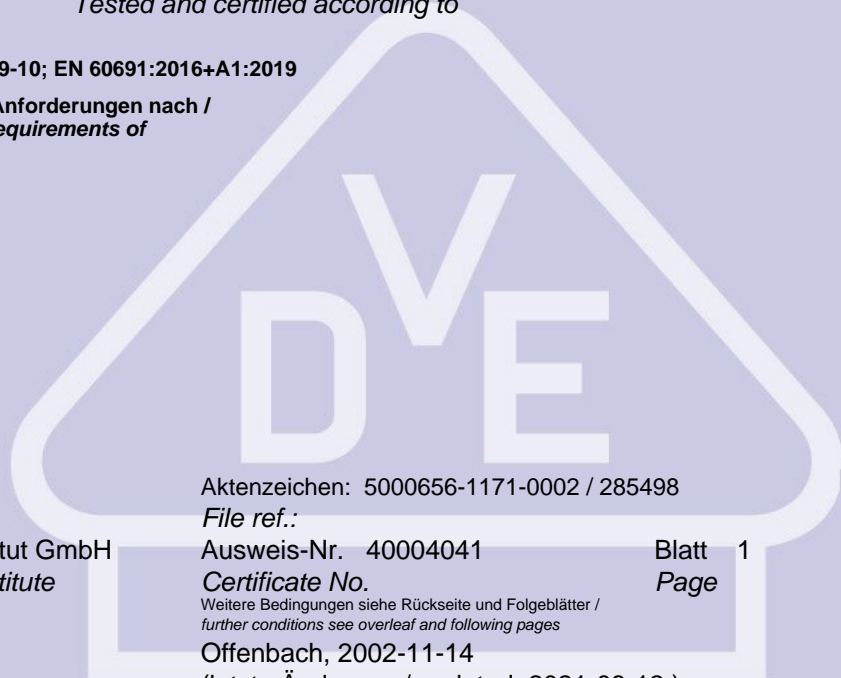 Tested and certified according to
9-10; EN 60691:2016+A1:2019
Anforderungen nach /
equirements of
DVE
Aktenzeichen: 5000656-1171-0002 / 285498
File ref.:
tut GmbH Ausweis-Nr. 40004041 Blatt 1
titute Certificate No. Page
Weitere Bedingungen siehe Rückseite und Folgeblätter /
further conditions see overleaf and following pages
Offenbach, 2002-11-14